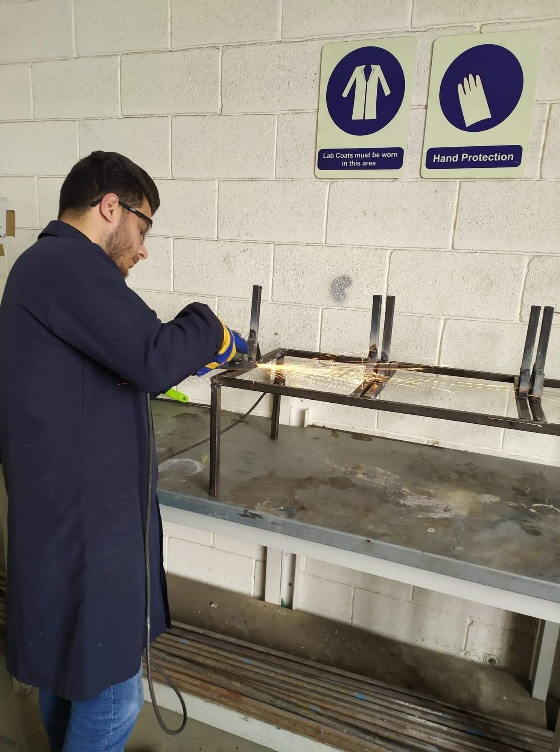 Lab Coats must be worn
in this area
Hand Protection